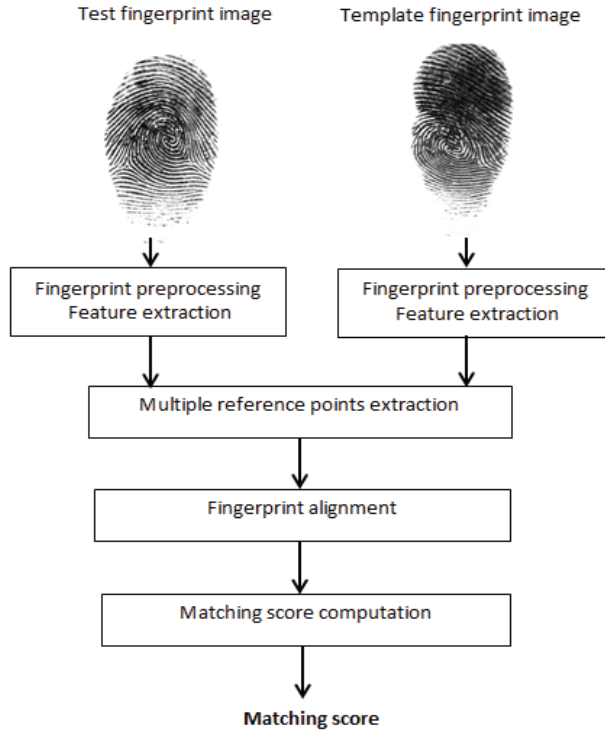 Test fingerprint image
Template fingerprint image
Fingerprint preprocessing
Feature extraction
Fingerprint preprocessing
Feature extraction
Multiple reference points extraction
Fingerprint alignment
Matching score computation
Matching score